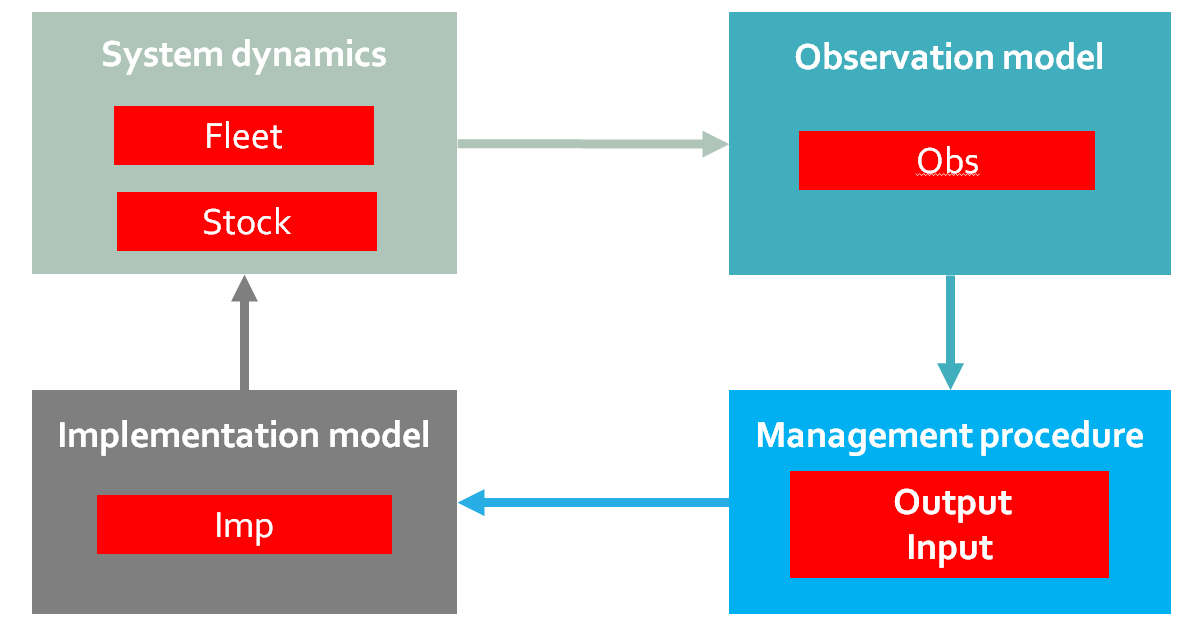 System dynamics
Fleet
Stock
Observation model
Obs
Implementation model
Imp
Management procedure
Output
Input